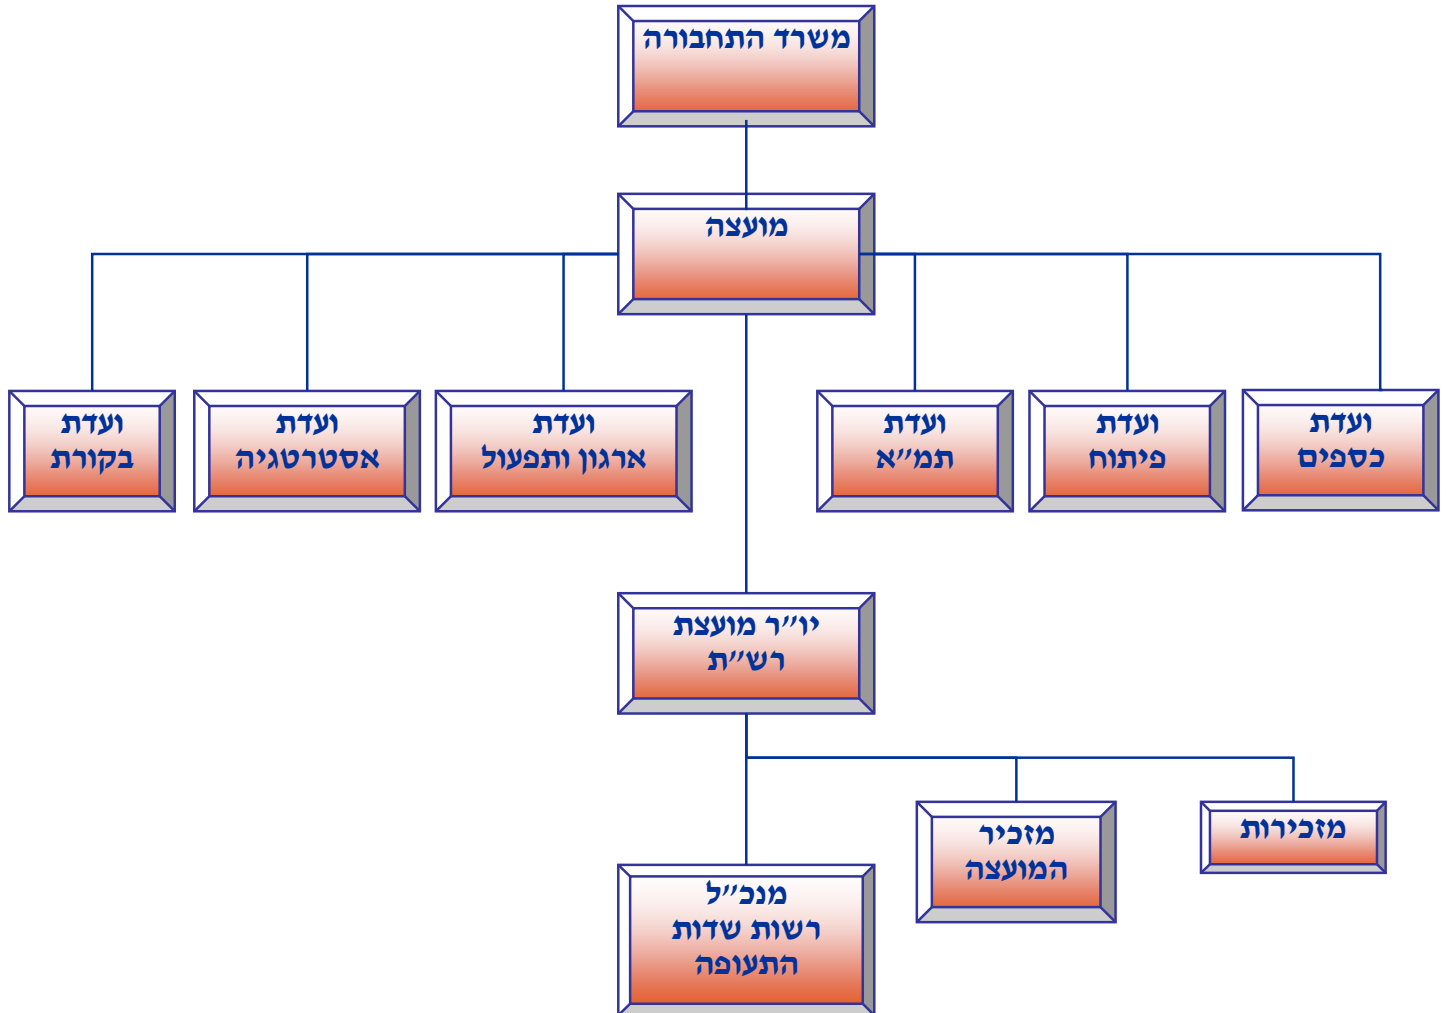 משרד התחבורה
מועצה
ועדת
כספים
ועדת
פיתוח
ועדת
תמ״א
ועדת
ארגון ותפעול
ועדת
אסטרטגיה
ועדת
בקורת
יו״ר מועצת
רש״ת
מזכירות
מזכיר
המועצה
מנכ״ל
רשות שדות
התעופה